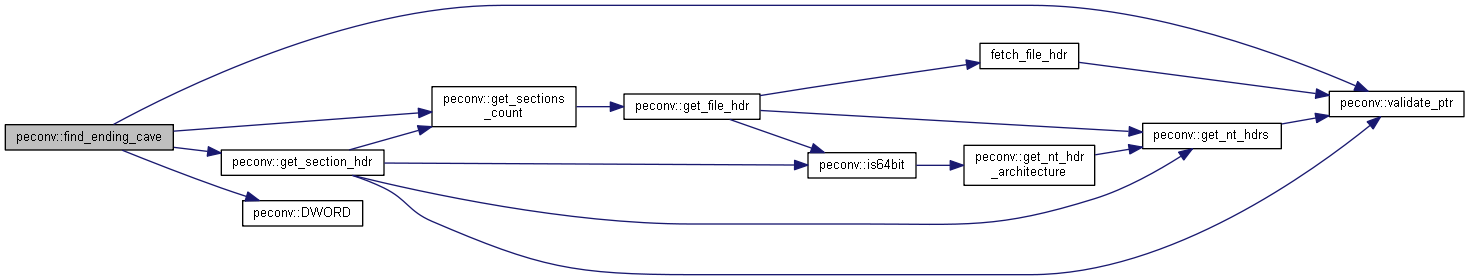 peconv::find_ending_cave
peconv::get_sections
_count
peconv::get_section_hdr
peconv::DWORD
peconv::get_file_hdr
fetch_file_hdr
peconv::is64bit
peconv::get_nt_hdr
_architecture
peconv::get_nt_hdrs
peconv::validate_ptr